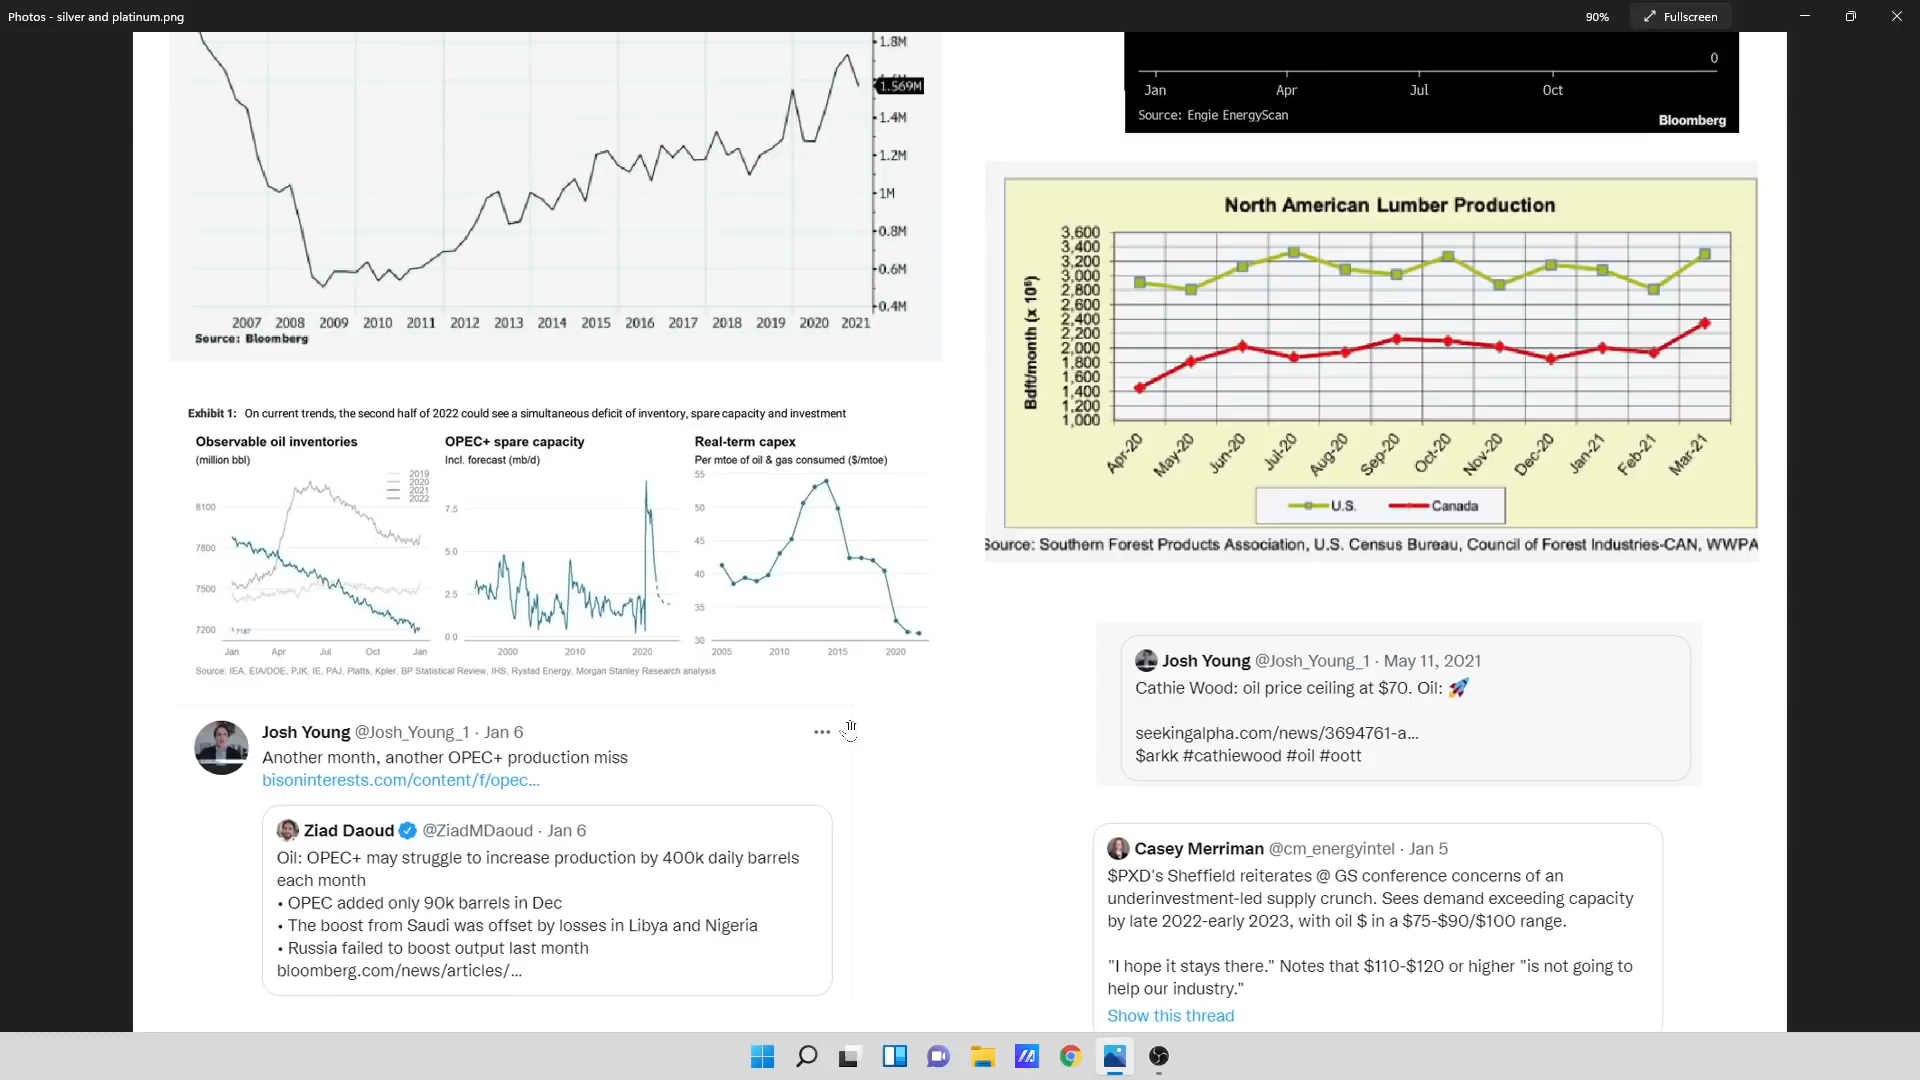 Photos - silver and platinum.png
90%
Fullscreen
1.8M
1.569M
1.4M
1.2M
1M
0.8M
0.6M
0.4M
2007 2008 2009 2010 2011 2012 2013 2014 2015 2016 2017 2018 2019 2020 2021
Source: Bloomberg
0
Jan Apr Jul Oct
Source: Engie EnergyScan
Bloomberg
North American Lumber Production
Bdft/month (x 10⁶)
3,600
3,400
3,200
3,000
2,800
2,600
2,400
2,200
2,000
1,800
1,600
1,400
1,200
1,000
Apr-20 May-20 Jun-20 Jul-20 Aug-20 Sep-20 Oct-20 Nov-20 Dec-20 Jan-21 Feb-21 Mar-21
U.S. Canada
Source: Southern Forest Products Association, U.S. Census Bureau, Council of Forest Industries-CAN, WWPA
Exhibit 1: On current trends, the second half of 2022 could see a simultaneous deficit of inventory, spare capacity and investment
Observable oil inventories
(million bbl)
2019
2020
2021
2022
8100
7800
7500
7200
7187
Jan Apr Jul Oct Jan
OPEC+ spare capacity
Incl. forecast (mb/d)
7.5
5.0
2.5
0.0
2000 2010 2020
Real-term capex
Per mtoe of oil & gas consumed ($/mtoe)
55
50
45
40
35
30
2005 2010 2015 2020
Source: IEA, EIA/DOE, PJK, IE, PAJ, Platts, Kpler, BP Statistical Review, IHS, Rystad Energy, Morgan Stanley Research analysis
Josh Young @Josh_Young_1 · Jan 6
Another month, another OPEC+ production miss
bisoninterests.com/content/f/opec...
Ziad Daoud @ZiadMDaoud · Jan 6
Oil: OPEC+ may struggle to increase production by 400k daily barrels
each month
• OPEC added only 90k barrels in Dec
• The boost from Saudi was offset by losses in Libya and Nigeria
• Russia failed to boost output last month
bloomberg.com/news/articles/...
Josh Young @Josh_Young_1 · May 11, 2021
Cathie Wood: oil price ceiling at $70. Oil: 🚀
seekingalpha.com/news/3694761-a...
$arkk #cathiewood #oil #oott
Casey Merriman @cm_energyintel · Jan 5
$PXD's Sheffield reiterates @ GS conference concerns of an
underinvestment-led supply crunch. Sees demand exceeding capacity
by late 2022-early 2023, with oil $ in a $75-$90/$100 range.
"I hope it stays there." Notes that $110-$120 or higher "is not going to
help our industry."
Show this thread